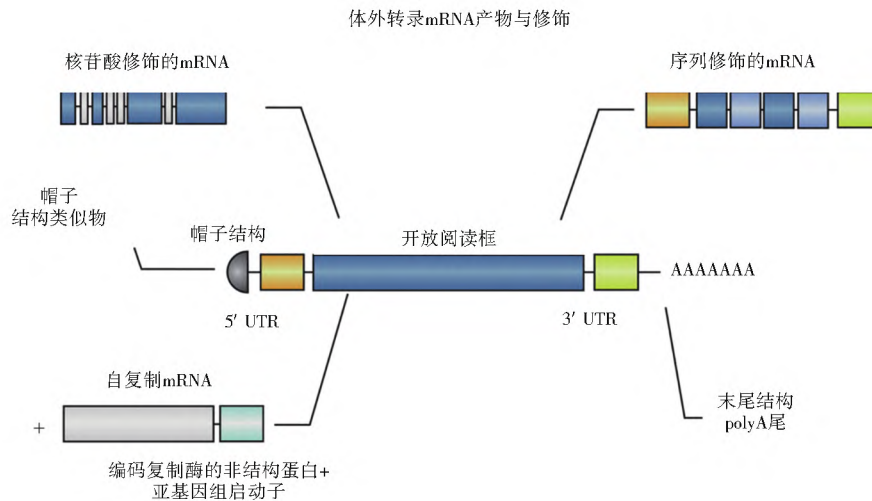 体外转录mRNA产物与修饰
核苷酸修饰的mRNA
序列修饰的mRNA
帽子
结构类似物
帽子结构
开放阅读框
AAAAAAA
5′ UTR
3′ UTR
自复制mRNA
+
编码复制酶的非结构蛋白+
亚基因组启动子
末尾结构
polyA尾